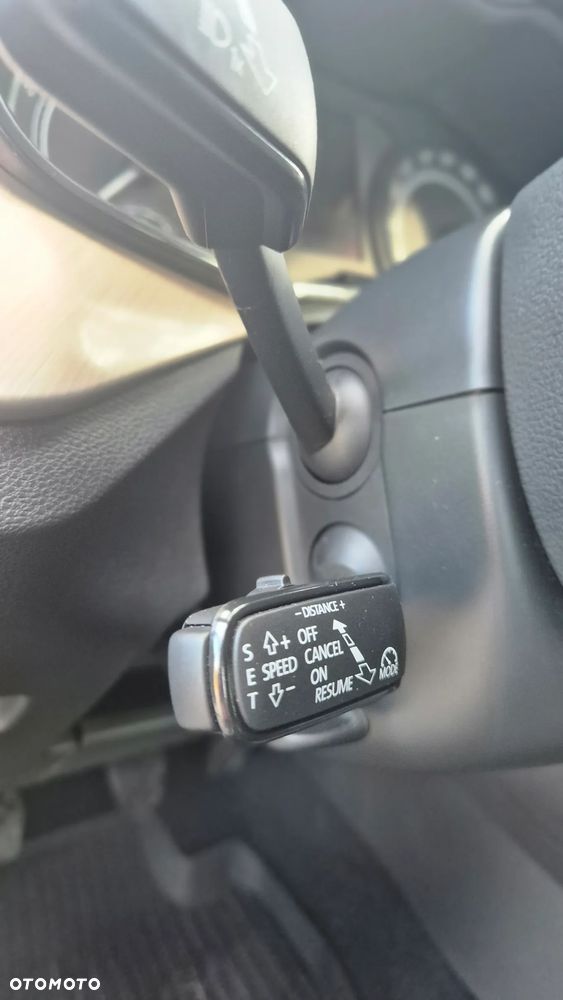 – DISTANCE +
S + OFF
E SPEED CANCEL
T – ON
RESUME MODE
OTOMOTO